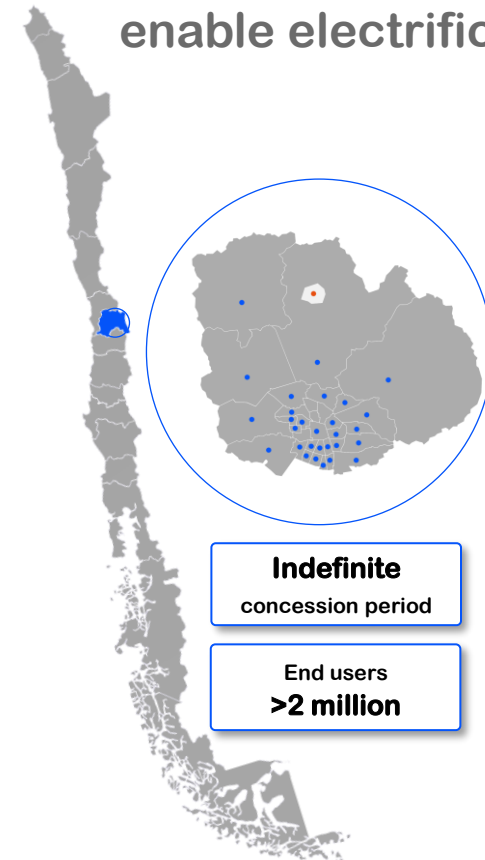 enable electrific
Indefinite
concession period
End users
>2 million